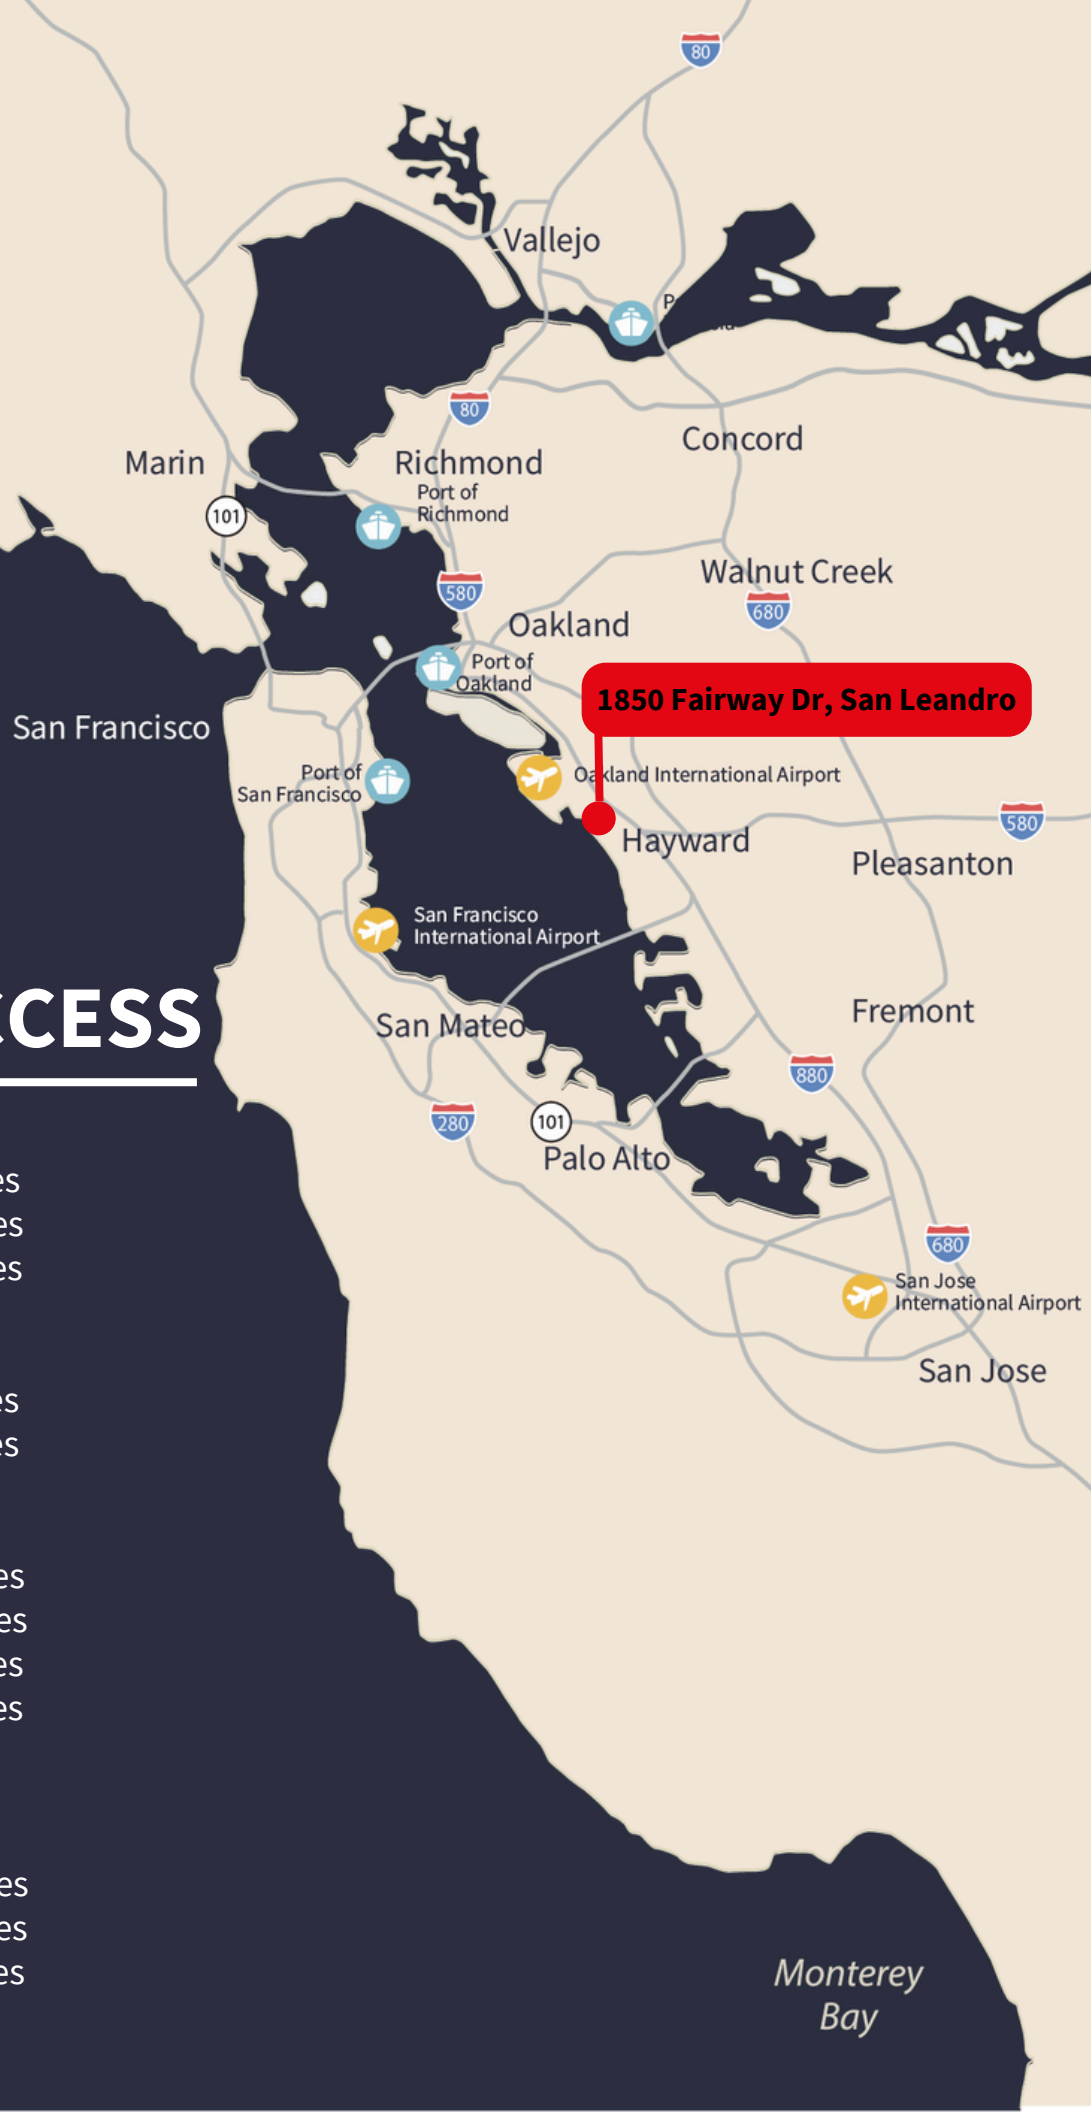 80
Vallejo
80
Concord
Marin
Richmond
Port of
Richmond
101
Walnut Creek
580
680
Oakland
Port of
Oakland
1850 Fairway Dr, San Leandro
San Francisco
Port of
San Francisco
Oakland International Airport
580
Hayward
Pleasanton
San Francisco
International Airport
CESS
San Mateo
Fremont
880
280
101
Palo Alto
es
es
es
680
San Jose
International Airport
San Jose
es
es
es
es
es
es
es
es
es
Monterey
Bay